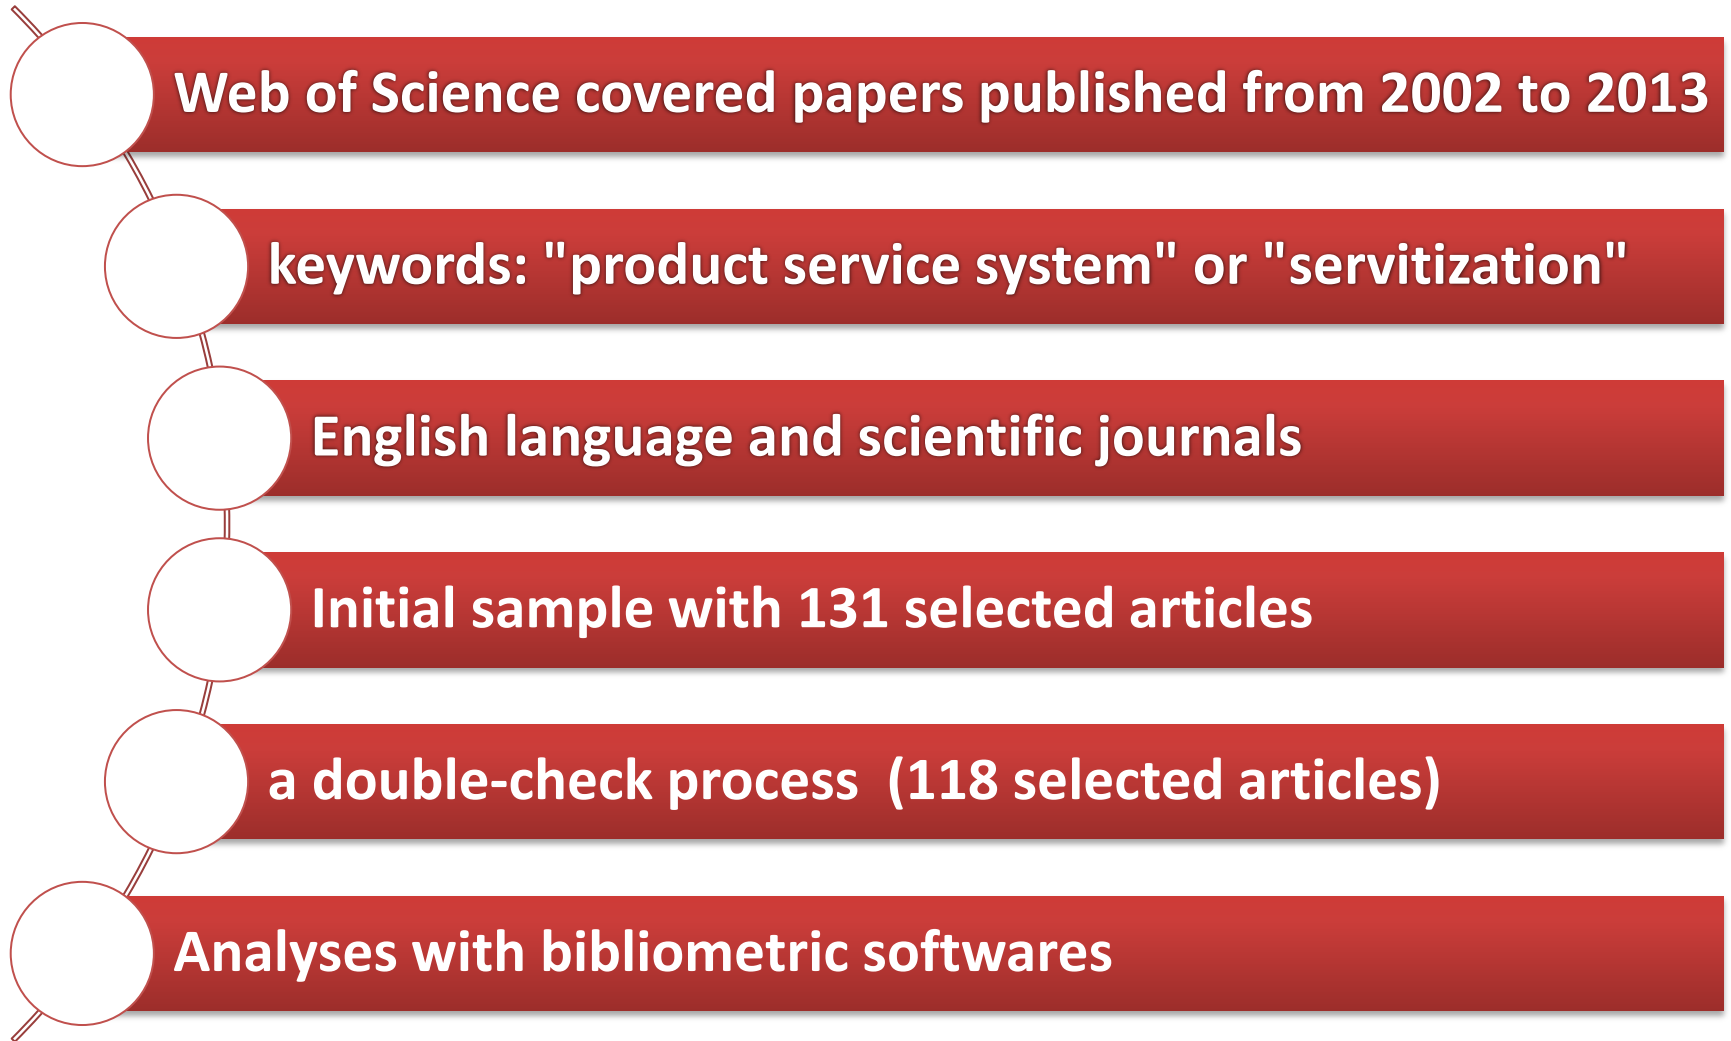 Web of Science covered papers published from 2002 to 2013
keywords: "product service system" or "servitization"
English language and scientific journals
Initial sample with 131 selected articles
a double-check process  (118 selected articles)
Analyses with bibliometric softwares